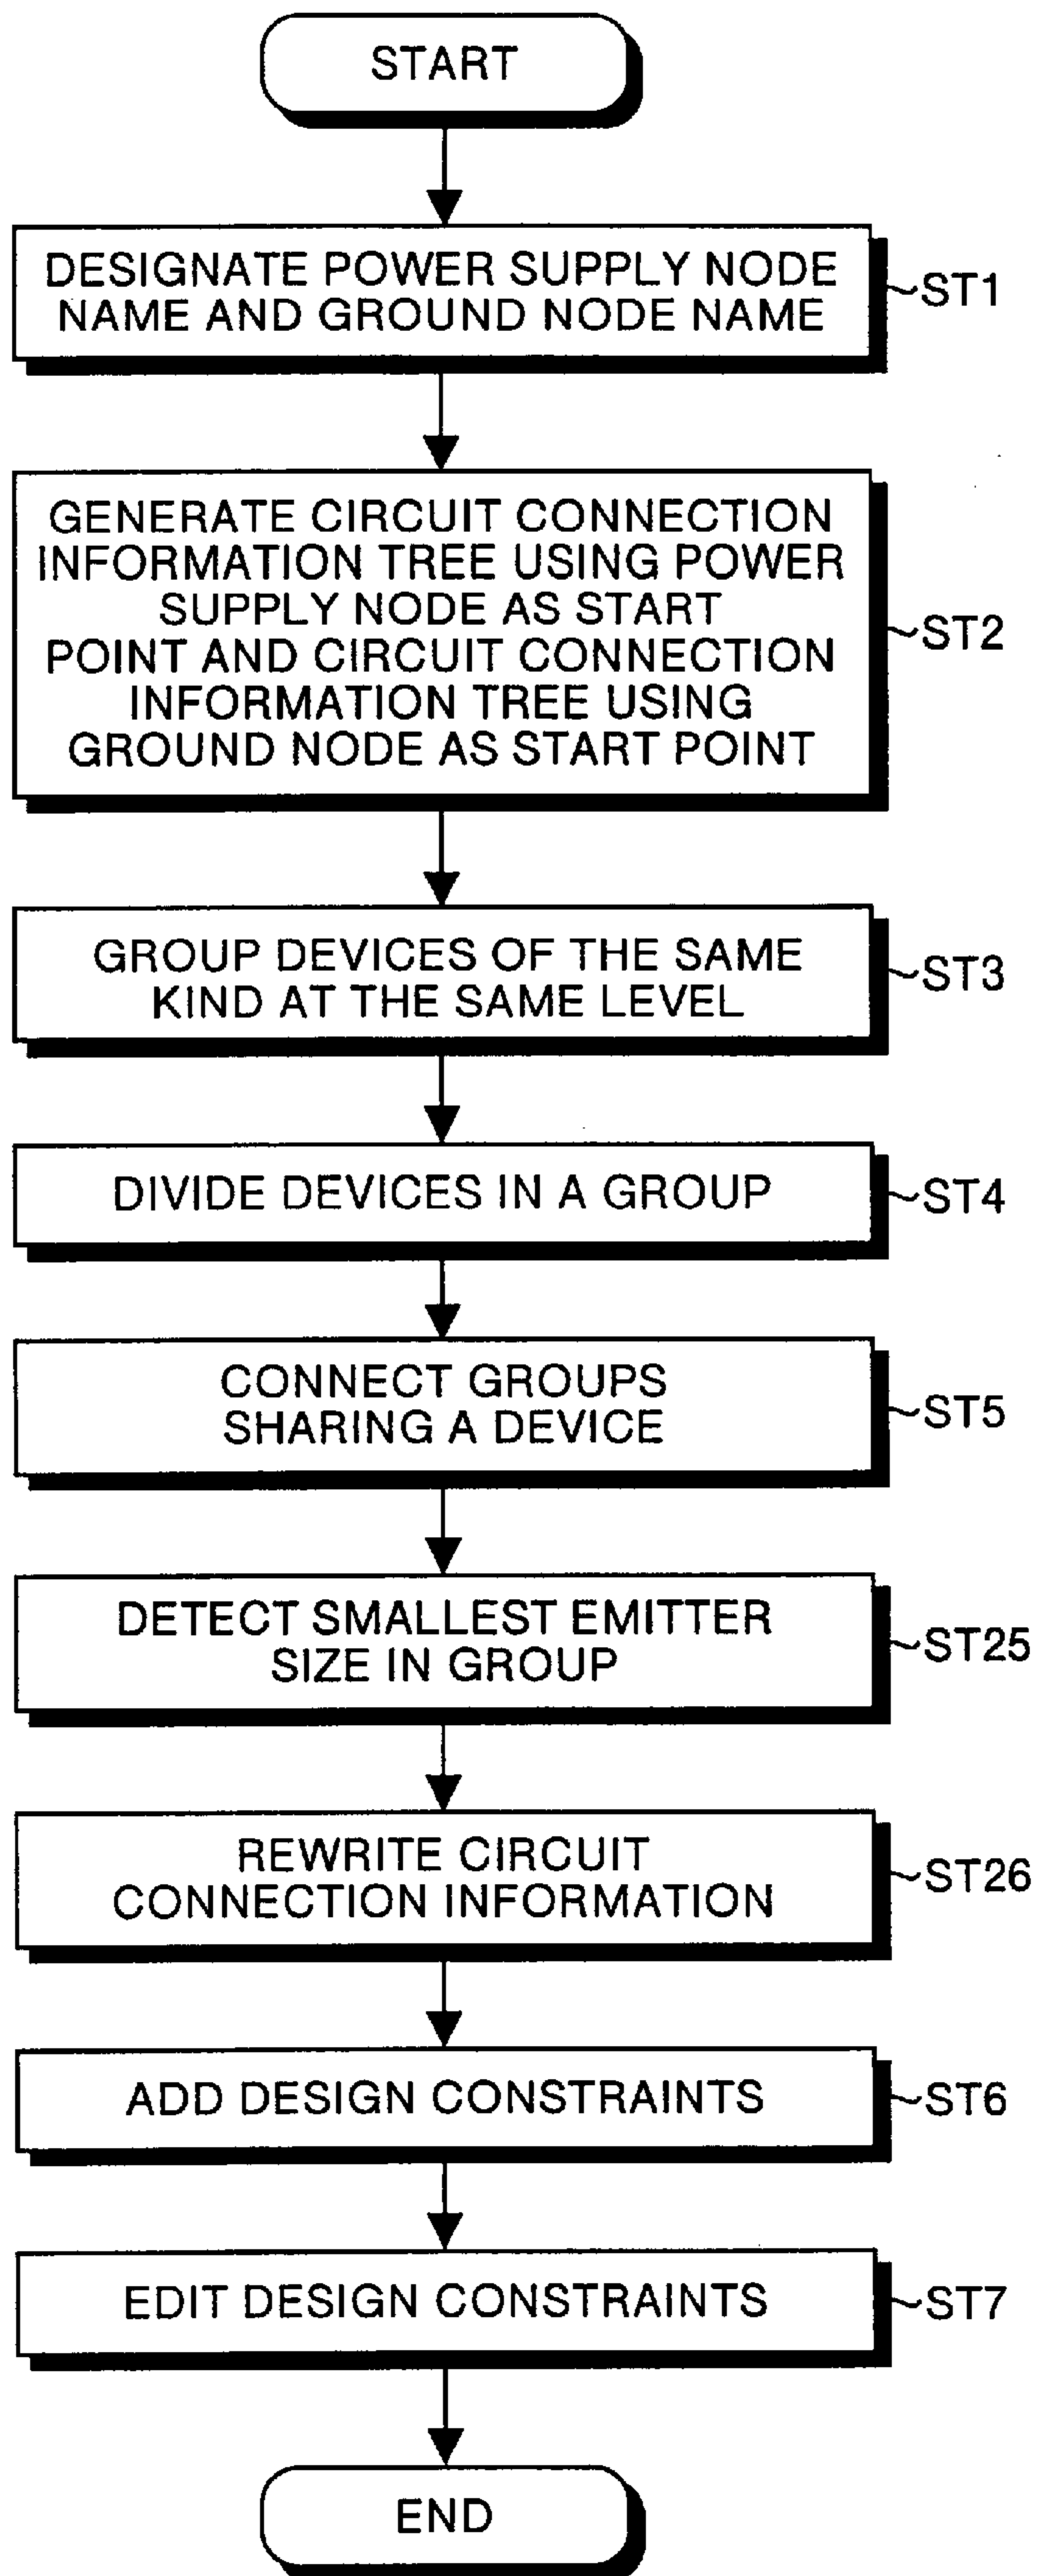 START
DESIGNATE POWER SUPPLY NODE
NAME AND GROUND NODE NAME
ST1
GENERATE CIRCUIT CONNECTION
INFORMATION TREE USING POWER
SUPPLY NODE AS START
POINT AND CIRCUIT CONNECTION
INFORMATION TREE USING
GROUND NODE AS START POINT
ST2
GROUP DEVICES OF THE SAME
KIND AT THE SAME LEVEL
ST3
DIVIDE DEVICES IN A GROUP
ST4
CONNECT GROUPS
SHARING A DEVICE
ST5
DETECT SMALLEST EMITTER
SIZE IN GROUP
ST25
REWRITE CIRCUIT
CONNECTION INFORMATION
ST26
ADD DESIGN CONSTRAINTS
ST6
EDIT DESIGN CONSTRAINTS
ST7
END